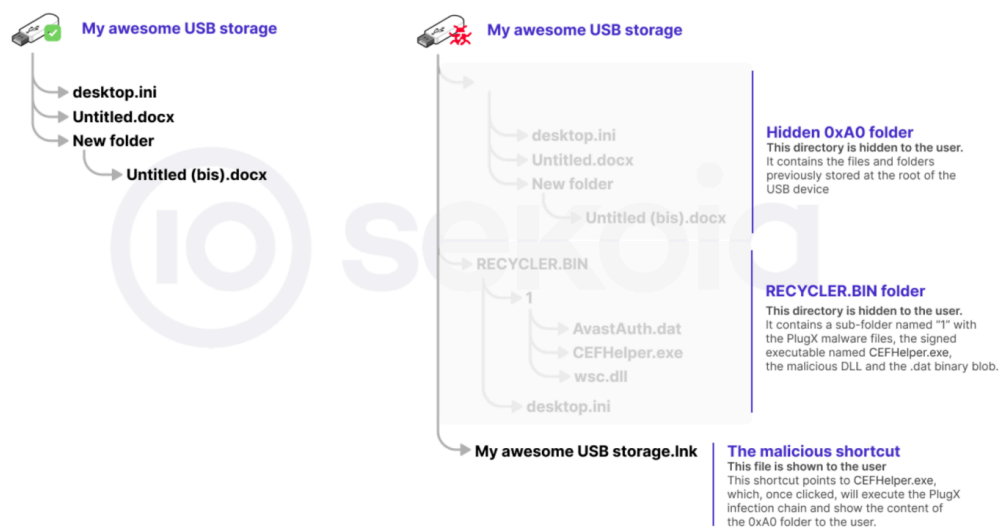 My awesome USB storage
desktop.ini
Untitled.docx
New folder
Untitled (bis).docx
My awesome USB storage
desktop.ini
Untitled.docx
New folder
Untitled (bis).docx
RECYCLER.BIN
1
AvastAuth.dat
CEFHelper.exe
wsc.dll
desktop.ini
My awesome USB storage.lnk
Hidden 0xA0 folder
This directory is hidden to the user.
It contains the files and folders
previously stored at the root of the
USB device
RECYCLER.BIN folder
This directory is hidden to the user.
It contains a sub-folder named "1" with
the PlugX malware files, the signed
executable named CEFHelper.exe,
the malicious DLL and the .dat binary blob.
The malicious shortcut
This file is shown to the user
This shortcut points to CEFHelper.exe,
which, once clicked, will execute the PlugX
infection chain and show the content of
the 0xA0 folder to the user.
sekoia